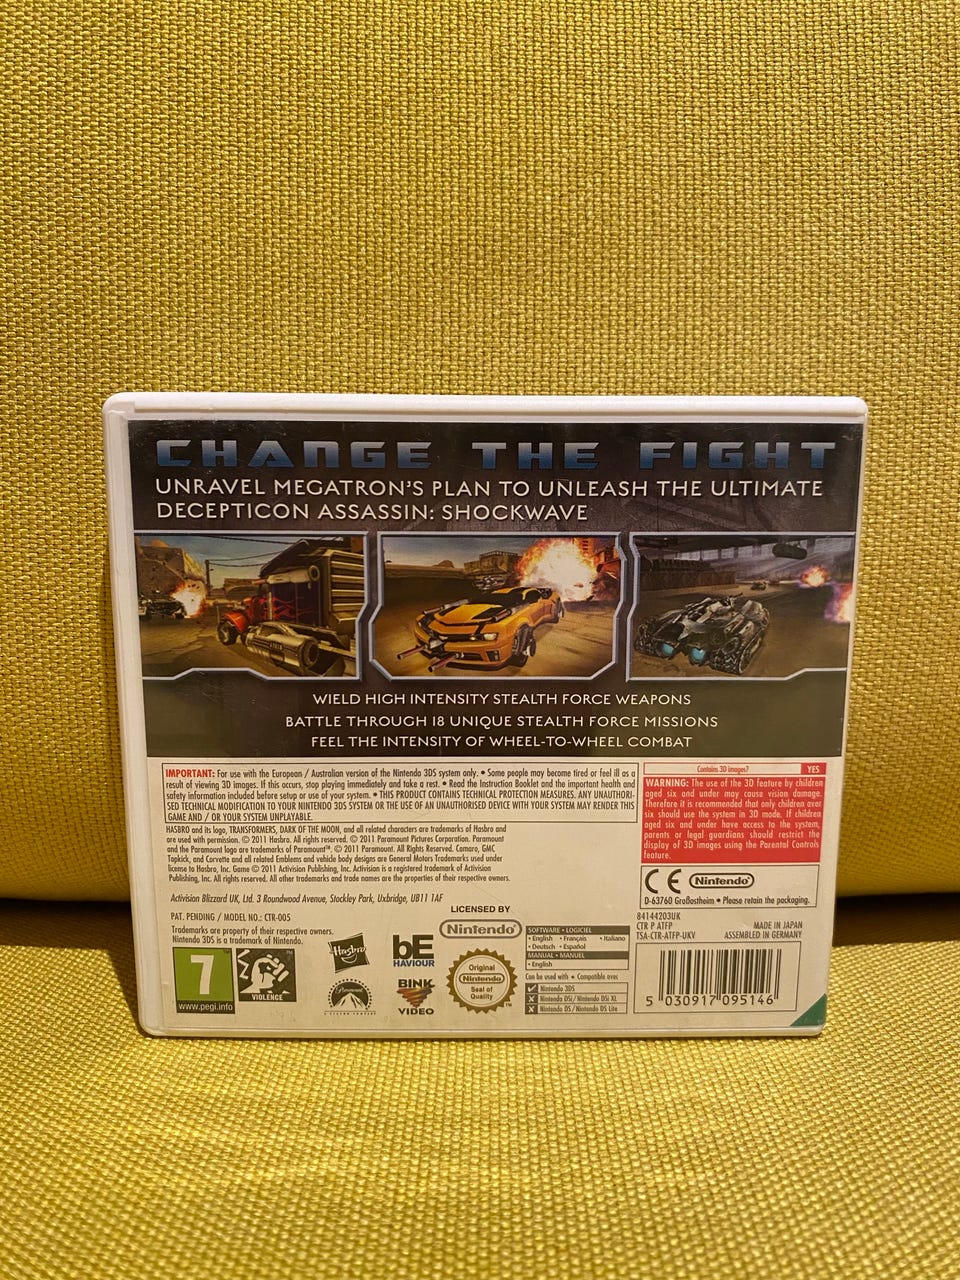 CHANGE THE FIGHT
UNRAVEL MEGATRON'S PLAN TO UNLEASH THE ULTIMATE
DECEPTICON ASSASSIN: SHOCKWAVE
WIELD HIGH INTENSITY STEALTH FORCE WEAPONS
BATTLE THROUGH 18 UNIQUE STEALTH FORCE MISSIONS
FEEL THE INTENSITY OF WHEEL-TO-WHEEL COMBAT
IMPORTANT: For use with the European / Australian version of the Nintendo 3DS system only. • Some people may become tired or feel ill as a
result of viewing 3D images. If this occurs, stop playing immediately and take a rest. • Read the Instruction Booklet and the important health and
safety information included before setup or use of your system. • THIS PRODUCT CONTAINS TECHNICAL PROTECTION MEASURES. ANY UNAUTHOR-
ISED TECHNICAL MODIFICATION TO YOUR NINTENDO 3DS SYSTEM OR THE USE OF AN UNAUTHORISED DEVICE WITH YOUR SYSTEM MAY RENDER THIS
GAME AND / OR SYSTEM UNPLAYABLE.
Contains 3D images? YES
WARNING: The use of the 3D feature by children
aged six and under may cause vision damage.
Therefore it is recommended that only children over
six should use the system in 3D mode. If children
aged six and under have access to the system,
parents or legal guardians should restrict the
display of 3D images using the Parental Controls
feature.
HASBRO and its logo, TRANSFORMERS, DARK OF THE MOON, and all related characters are trademarks of Hasbro and
are used with permission. © 2011 Hasbro. All rights reserved. © 2011 Paramount Pictures Corporation. Paramount
and the Paramount logo are trademarks of Paramount™. © 2011 Paramount. All Rights Reserved. Camaro, GMC
Topkick, and Corvette and all related Emblems and vehicle body designs are General Motors Trademarks used under
license to Hasbro, Inc. Game © 2011 Activision Publishing, Inc. Activision is a registered trademark of Activision
Publishing, Inc. All rights reserved. All other trademarks and trade names are the properties of their respective owners.
Activision Blizzard UK, Ltd. 3 Roundwood Avenue, Stockley Park, Uxbridge, UB11 1AF
CE Nintendo
D-63760 Großostheim • Please retain the packaging.
PAT. PENDING / MODEL NO.: CTR-005
Trademarks are property of their respective owners.
Nintendo 3DS is a trademark of Nintendo.
LICENSED BY
Nintendo
84144203UK
CTR P ATFP
TSA-CTR-ATFP-UKV
MADE IN JAPAN
ASSEMBLED IN GERMANY
7
www.pegi.info
VIOLENCE
Hasbro
bE
HAVIOUR
Paramount
BINK
VIDEO
Original
Nintendo
Seal of
Quality
SOFTWARE • LOGICIEL
• English • Français • Italiano
• Deutsch • Español
MANUAL • MANUEL
• English
Can be used with • Compatible avec
Nintendo 3DS
Nintendo DSi/Nintendo DSi XL
Nintendo DS/Nintendo DS Lite
5 030917 095146